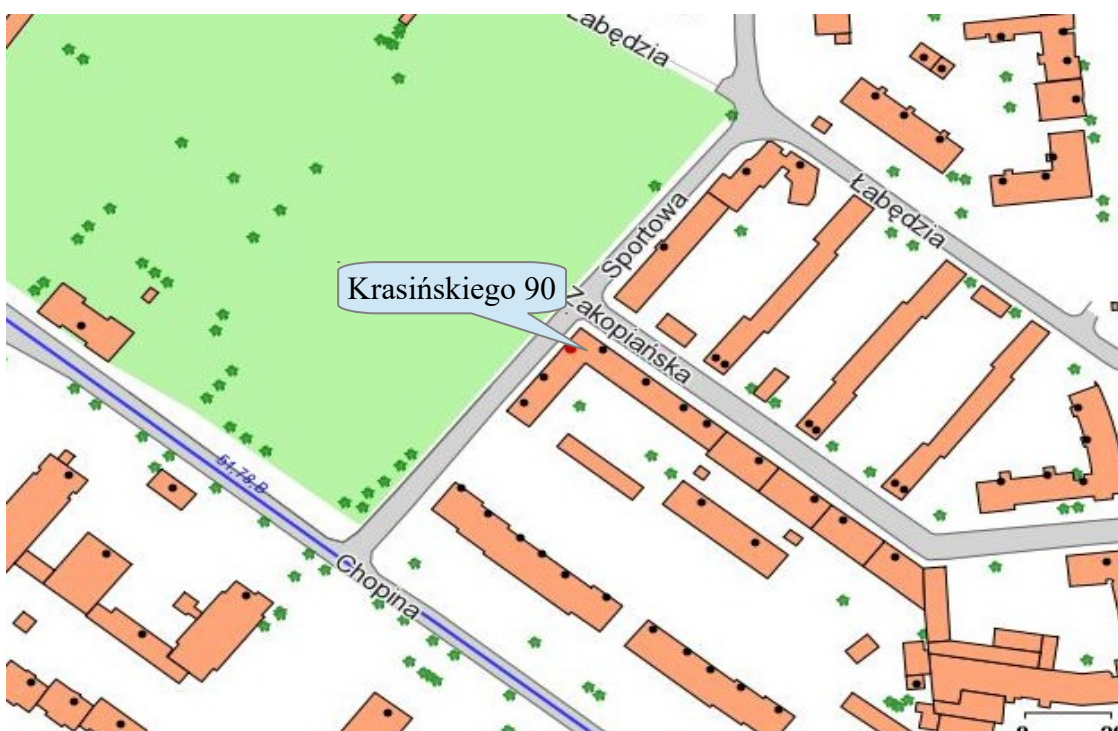 Łabędzia
Łabędzia
Sportowa
Krasińskiego 90
Zakopiańska
51,78,B
Chopina